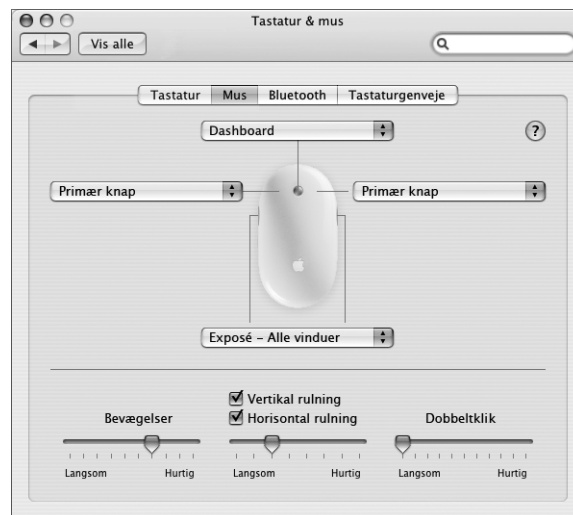 Tastatur & mus
Vis alle
Tastatur Mus Bluetooth Tastaturgenveje
Dashboard ?
Primær knap Primær knap
Exposé – Alle vinduer
Vertikal rulning
Bevægelser Horisontal rulning Dobbeltklik
Langsom Hurtig Langsom Hurtig Langsom Hurtig